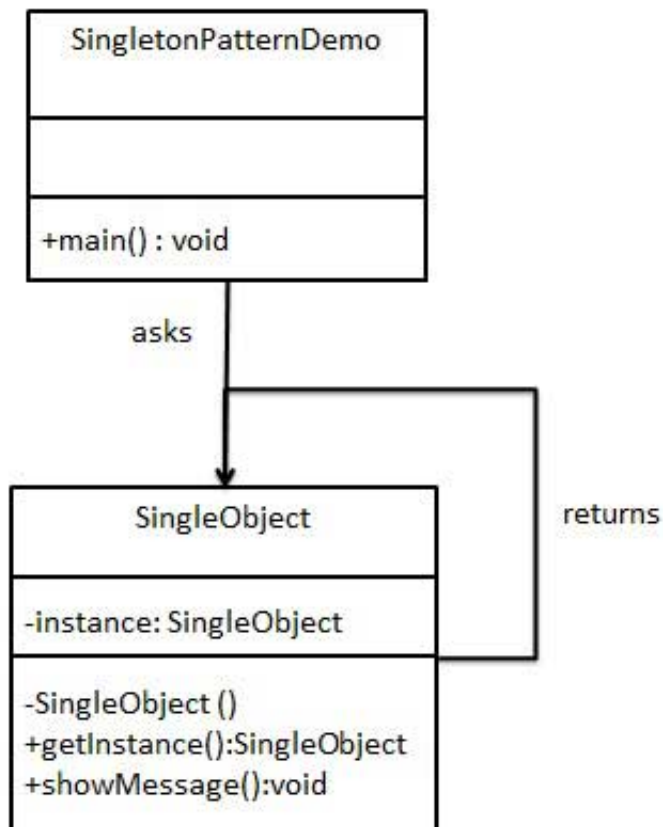 SingletonPatternDemo
+main() : void
asks
returns
SingleObject
-instance: SingleObject
-SingleObject ()
+getInstance():SingleObject
+showMessage():void